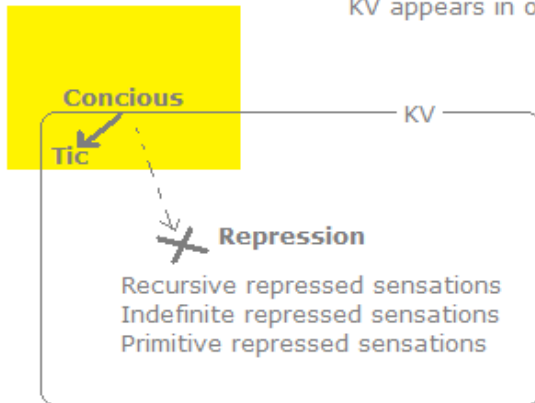 KV appears in o
Concious
KV
Tic
Repression
Recursive repressed sensations
Indefinite repressed sensations
Primitive repressed sensations